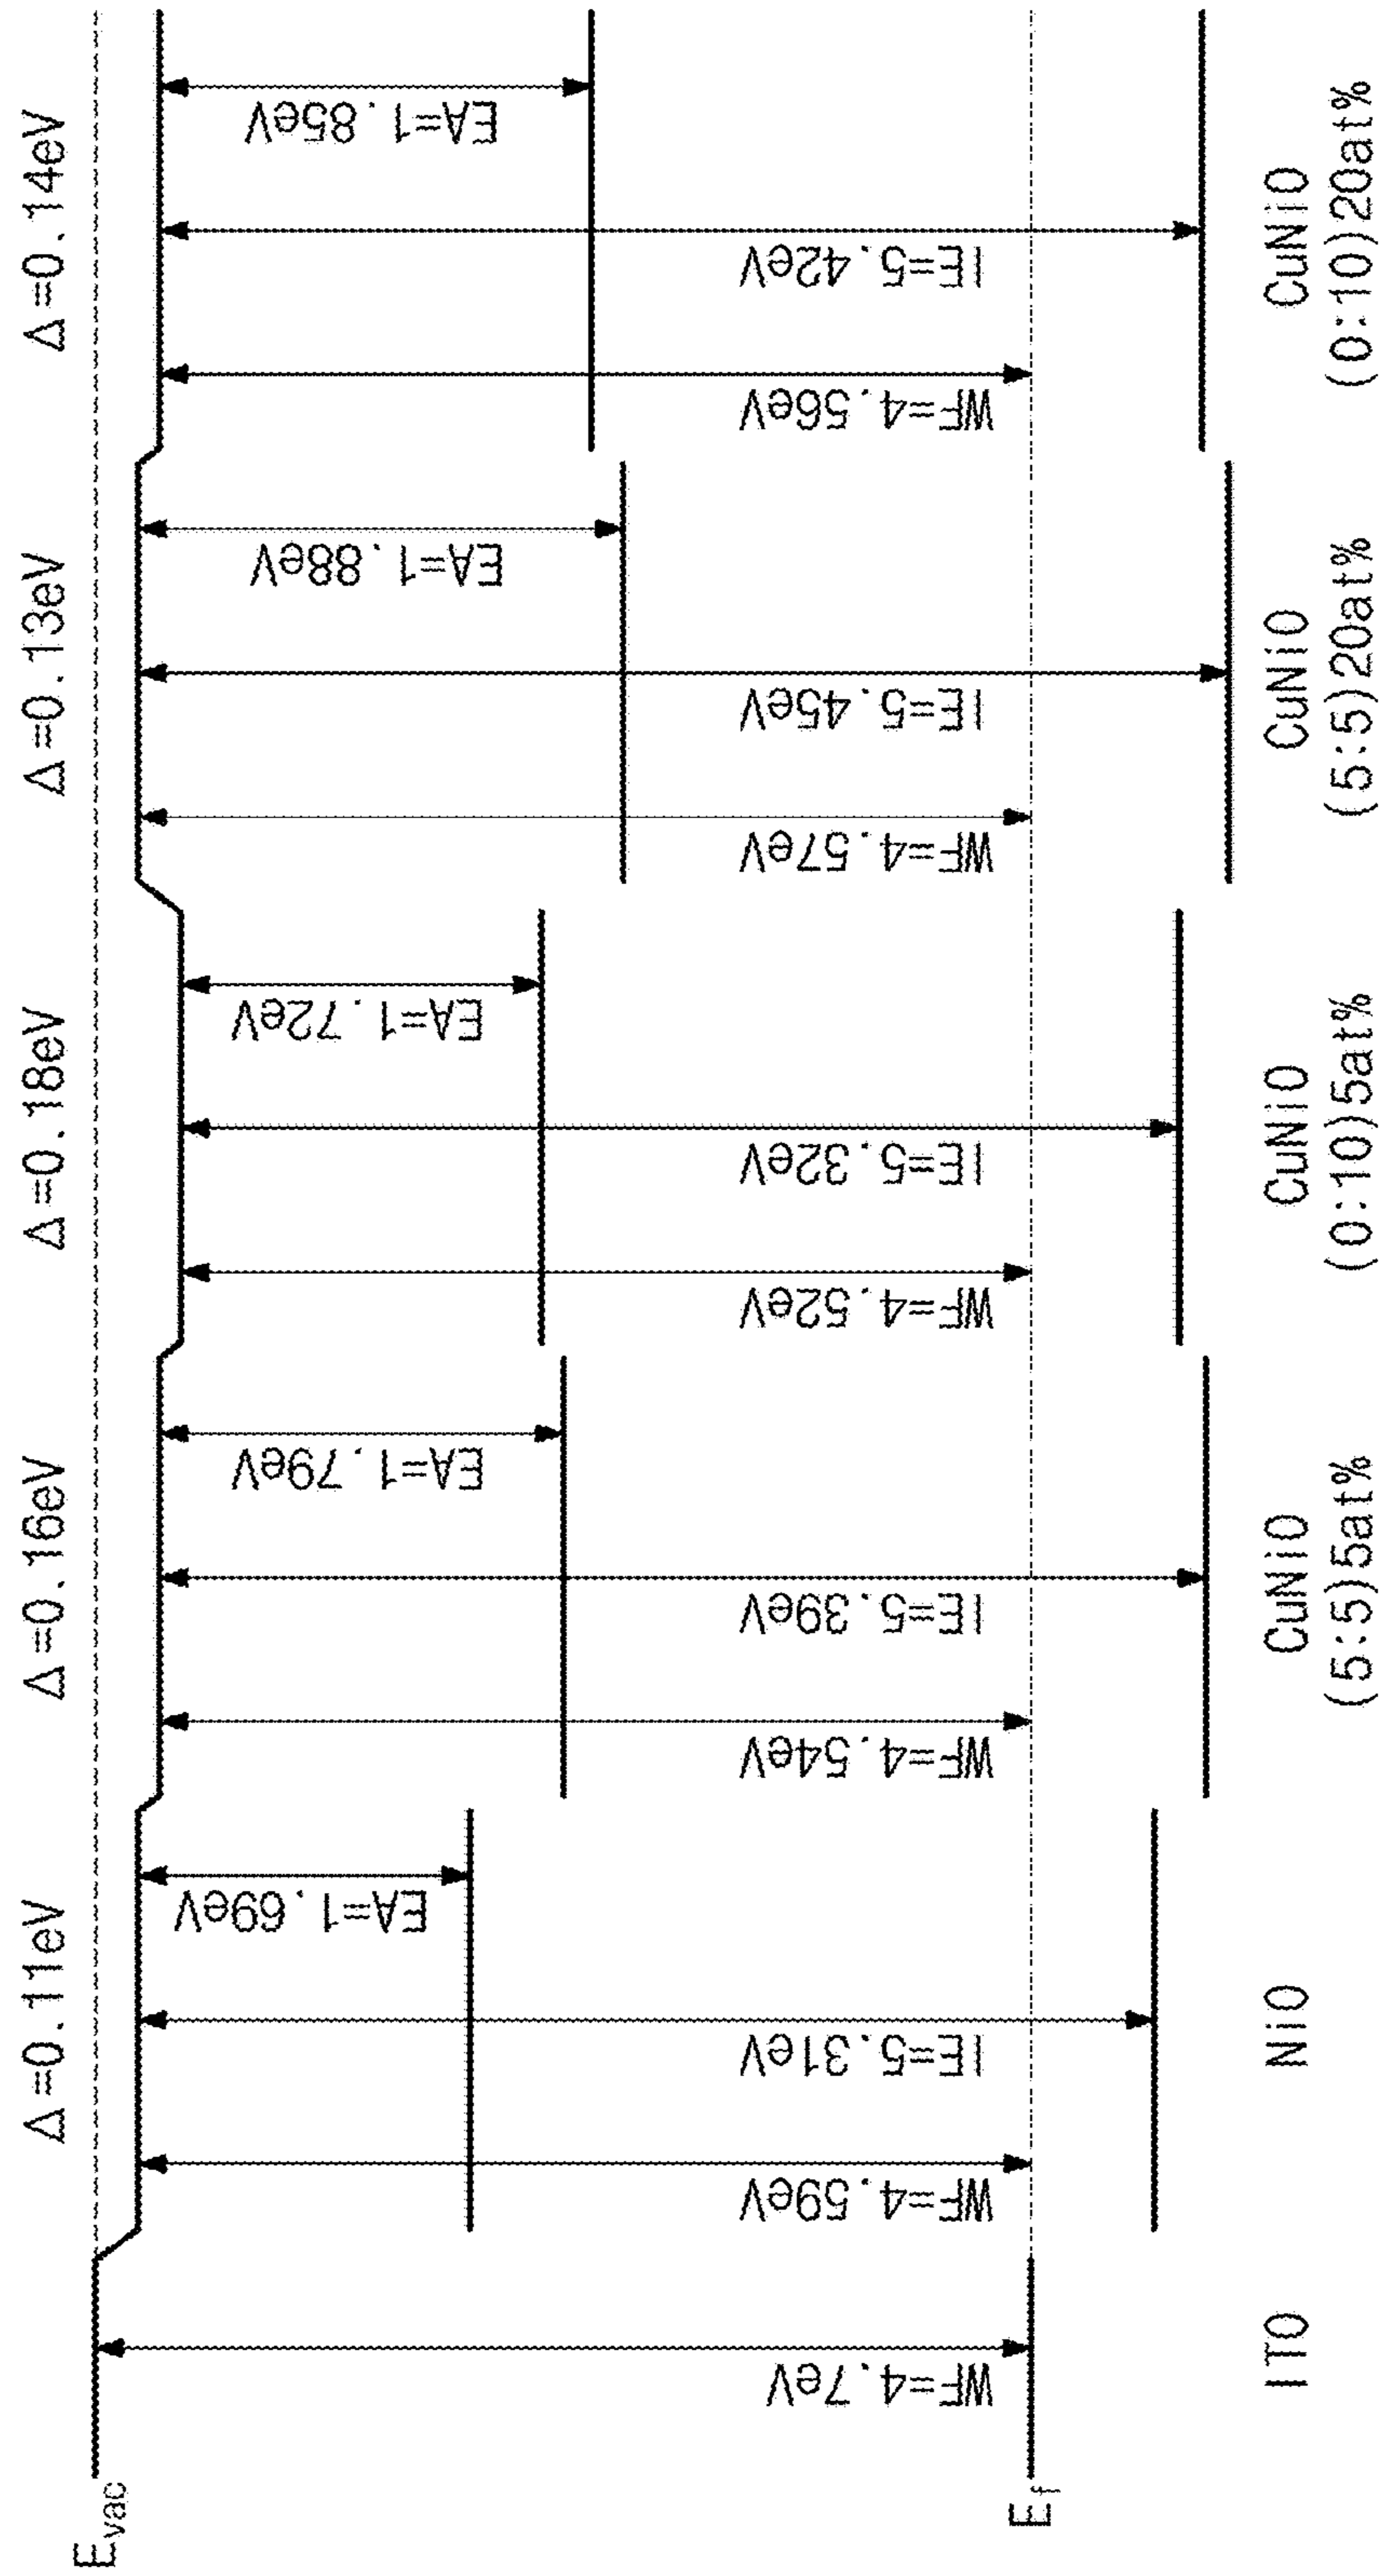 Evac
Δ=0.11eV
Δ=0.16eV
Δ=0.18eV
Δ=0.13eV
Δ=0.14eV
WF=4.7eV
WF=4.59eV
IE=5.31eV
EA=1.69eV
WF=4.54eV
IE=5.39eV
EA=1.79eV
WF=4.52eV
IE=5.32eV
EA=1.72eV
WF=4.57eV
IE=5.45eV
EA=1.88eV
WF=4.56eV
IE=5.42eV
EA=1.85eV
Ef
ITO
NiO
CuNiO
(5:5)5at%
CuNiO
(0:10)5at%
CuNiO
(5:5)20at%
CuNiO
(0:10)20at%